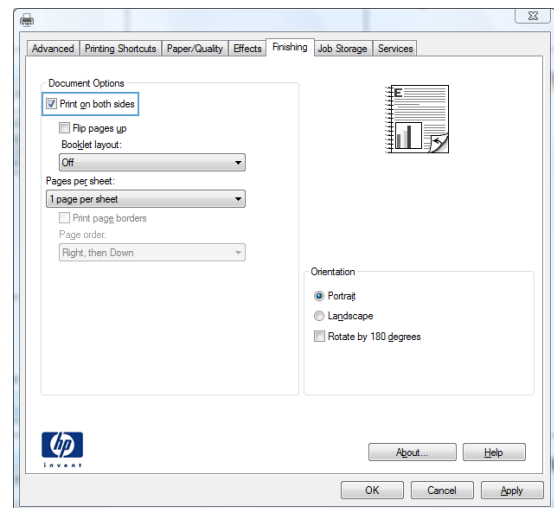 Advanced Printing Shortcuts Paper/Quality Effects Finishing Job Storage Services
Document Options
Print on both sides
Flip pages up
Booklet layout:
Off
Pages per sheet:
1 page per sheet
Print page borders
Page order:
Right, then Down
E
Orientation
Portrait
Landscape
Rotate by 180 degrees
hp
invent
About... Help
OK Cancel Apply